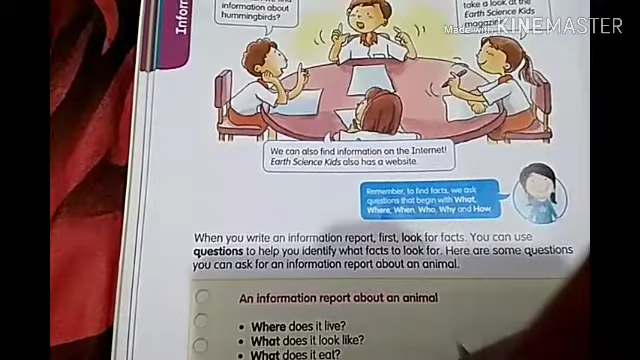 Inform
information about
hummingbirds?
take a look at the
Earth Science Kids
magazine
Made with KINEMASTER
We can also find information on the Internet!
Earth Science Kids also has a website.
Remember, to find facts, we ask
questions that begin with What,
Where, When, Who, Why and How.
When you write an information report, first, look for facts. You can use
questions to help you identify what facts to look for. Here are some questions
you can ask for an information report about an animal.
An information report about an animal
• Where does it live?
• What does it look like?
• What does it eat?